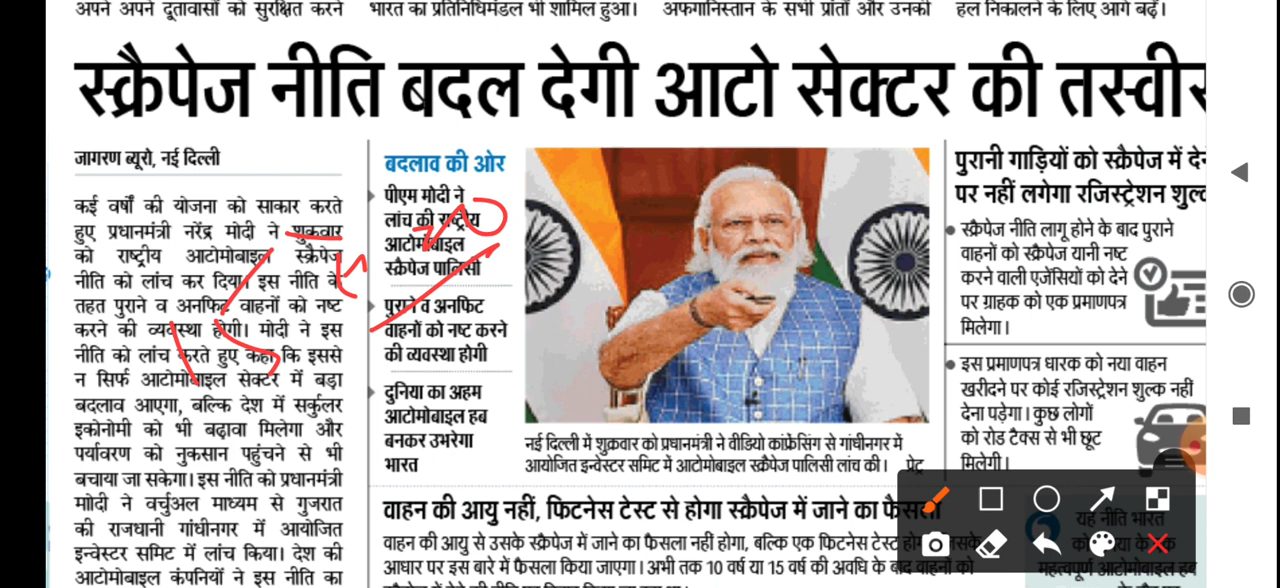 अपने अपने दूतावासों को सुरक्षित करने
भारत का प्रतिनिधिमंडल भी शामिल हुआ।
अफगानिस्तान के सभी प्रांतों और उनकी
हल निकालने के लिए आगे बढ़ें।
स्क्रैपेज नीति बदल देगी आटो सेक्टर की तस्वीर
जागरण ब्यूरो, नई दिल्ली
कई वर्षों की योजना को साकार करते
हुए प्रधानमंत्री नरेंद्र मोदी ने शुक्रवार
को राष्ट्रीय आटोमोबाइल स्क्रैपेज
नीति को लांच कर दिया। इस नीति के
तहत पुराने व अनफिट वाहनों को नष्ट
करने की व्यवस्था होगी। मोदी ने इस
नीति को लांच करते हुए कहा कि इससे
न सिर्फ आटोमोबाइल सेक्टर में बड़ा
बदलाव आएगा, बल्कि देश में सर्कुलर
इकोनोमी को भी बढ़ावा मिलेगा और
पर्यावरण को नुकसान पहुंचने से भी
बचाया जा सकेगा। इस नीति को प्रधानमंत्री
माोदी ने वर्चुअल माध्यम से गुजरात
की राजधानी गांधीनगर में आयोजित
इन्वेस्टर समिट में लांच किया। देश की
आटोमोबाइल कंपनियों ने इस नीति का
बदलाव की ओर
पीएम मोदी ने
लांच की राष्ट्रीय
आटोमोबाइल
स्क्रैपेज पालिसी
पुराने व अनफिट
वाहनों को नष्ट करने
की व्यवस्था होगी
दुनिया का अहम
आटोमोबाइल हब
बनकर उभरेगा
भारत
नई दिल्ली में शुक्रवार को प्रधानमंत्री ने वीडियो कांफ्रेंसिंग से गांधीनगर में
आयोजित इन्वेस्टर समिट में आटोमोबाइल स्क्रैपेज पालिसी लांच की। प्रेट्र
वाहन की आयु नहीं, फिटनेस टेस्ट से होगा स्क्रैपेज में जाने का फैसला
वाहन की आयु से उसके स्क्रैपेज में जाने का फैसला नहीं होगा, बल्कि एक फिटनेस टेस्ट
आधार पर इस बारे में फैसला किया जाएगा। अभी तक 10 वर्ष या 15 वर्ष की अवधि के बाद वाहनों को
पुरानी गाड़ियों को स्क्रैपेज में देने
पर नहीं लगेगा रजिस्ट्रेशन शुल्क
स्क्रैपेज नीति लागू होने के बाद पुराने
वाहनों को स्क्रैपेज यानी नष्ट
करने वाली एजेंसियों को देने
पर ग्राहक को एक प्रमाणपत्र
मिलेगा।
इस प्रमाणपत्र धारक को नया वाहन
खरीदने पर कोई रजिस्ट्रेशन शुल्क नहीं
देना पड़ेगा। कुछ लोगों
को रोड टैक्स से भी छूट
मिलेगी।
यह नीति भारत
महत्वपूर्ण आटोमोबाइल हब